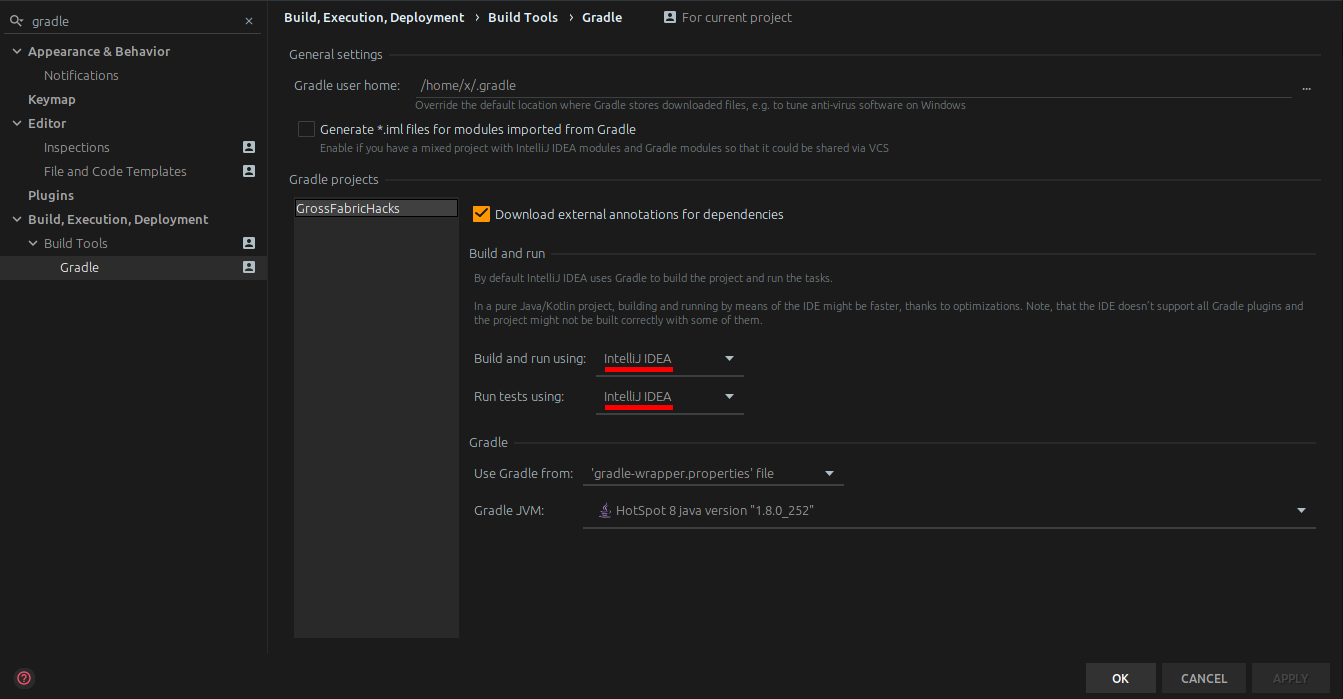 gradle
Appearance & Behavior
Notifications
Keymap
Editor
Inspections
File and Code Templates
Plugins
Build, Execution, Deployment
Build Tools
Gradle
Build, Execution, Deployment › Build Tools › Gradle For current project
General settings
Gradle user home: /home/x/.gradle ...
Override the default location where Gradle stores downloaded files, e.g. to tune anti-virus software on Windows
Generate *.iml files for modules imported from Gradle
Enable if you have a mixed project with IntelliJ IDEA modules and Gradle modules so that it could be shared via VCS
Gradle projects
GrossFabricHacks
Download external annotations for dependencies
Build and run
By default IntelliJ IDEA uses Gradle to build the project and run the tasks.
In a pure Java/Kotlin project, building and running by means of the IDE might be faster, thanks to optimizations. Note, that the IDE doesn't support all Gradle plugins and
the project might not be built correctly with some of them.
Build and run using: IntelliJ IDEA
Run tests using: IntelliJ IDEA
Gradle
Use Gradle from: 'gradle-wrapper.properties' file
Gradle JVM: HotSpot 8 java version "1.8.0_252"
?
OK CANCEL APPLY